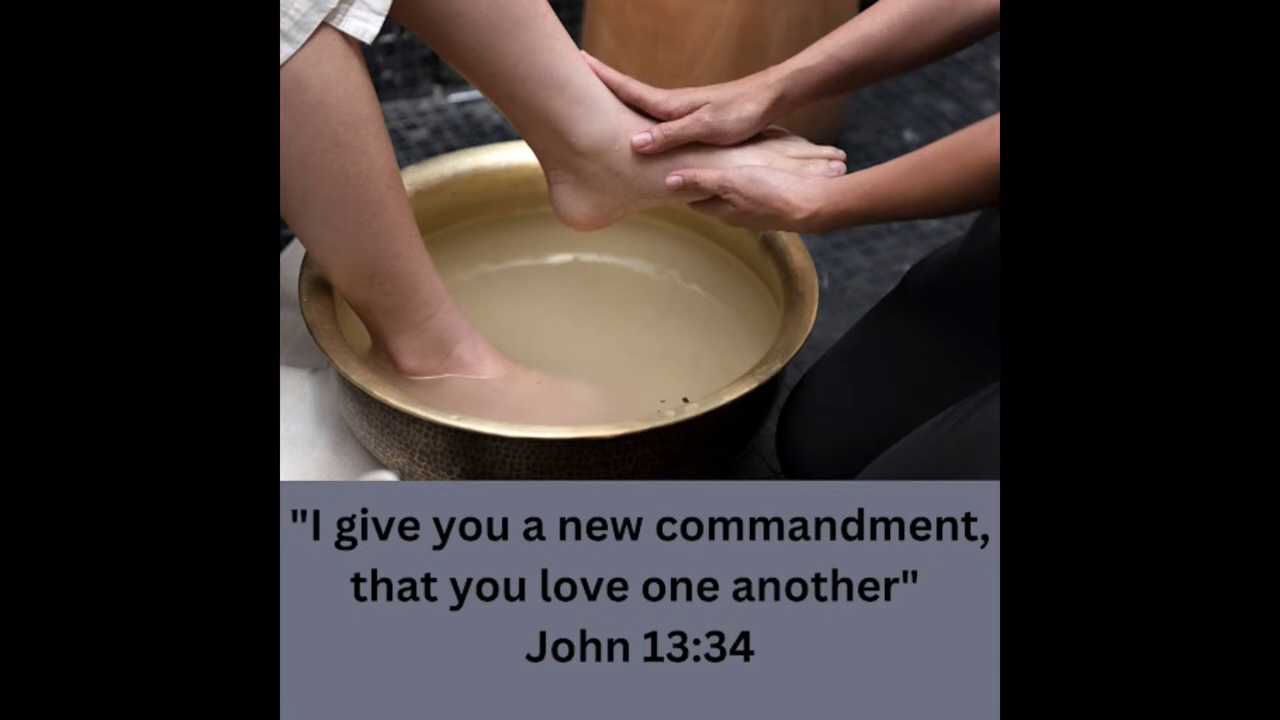 "I give you a new commandment,
that you love one another"
John 13:34